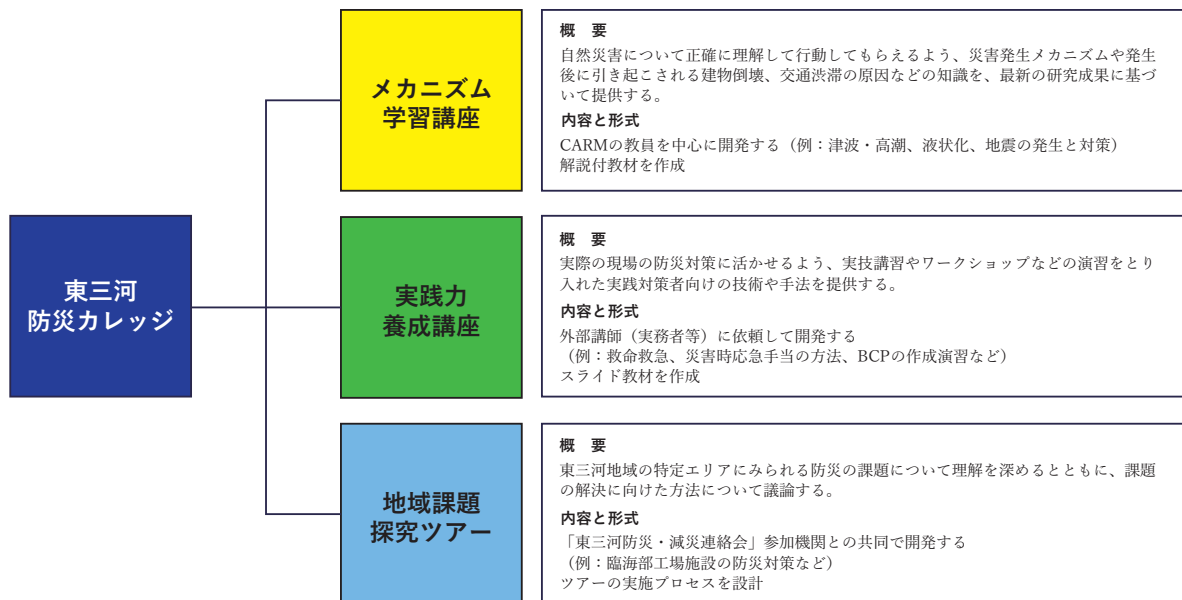 東三河
防災カレッジ
メカニズム
学習講座
概 要
自然災害について正確に理解して行動してもらえるよう、災害発生メカニズムや発生
後に引き起こされる建物倒壊、交通渋滞の原因などの知識を、最新の研究成果に基づ
いて提供する。
内容と形式
CARMの教員を中心に開発する（例：津波・高潮、液状化、地震の発生と対策）
解説付教材を作成
実践力
養成講座
概 要
実際の現場の防災対策に活かせるよう、実技講習やワークショップなどの演習をとり
入れた実践対策者向けの技術や手法を提供する。
内容と形式
外部講師（実務者等）に依頼して開発する
（例：救命救急、災害時応急手当の方法、BCPの作成演習など）
スライド教材を作成
地域課題
探究ツアー
概 要
東三河地域の特定エリアにみられる防災の課題について理解を深めるとともに、課題
の解決に向けた方法について議論する。
内容と形式
「東三河防災・減災連絡会」参加機関との共同で開発する
（例：臨海部工場施設の防災対策など）
ツアーの実施プロセスを設計